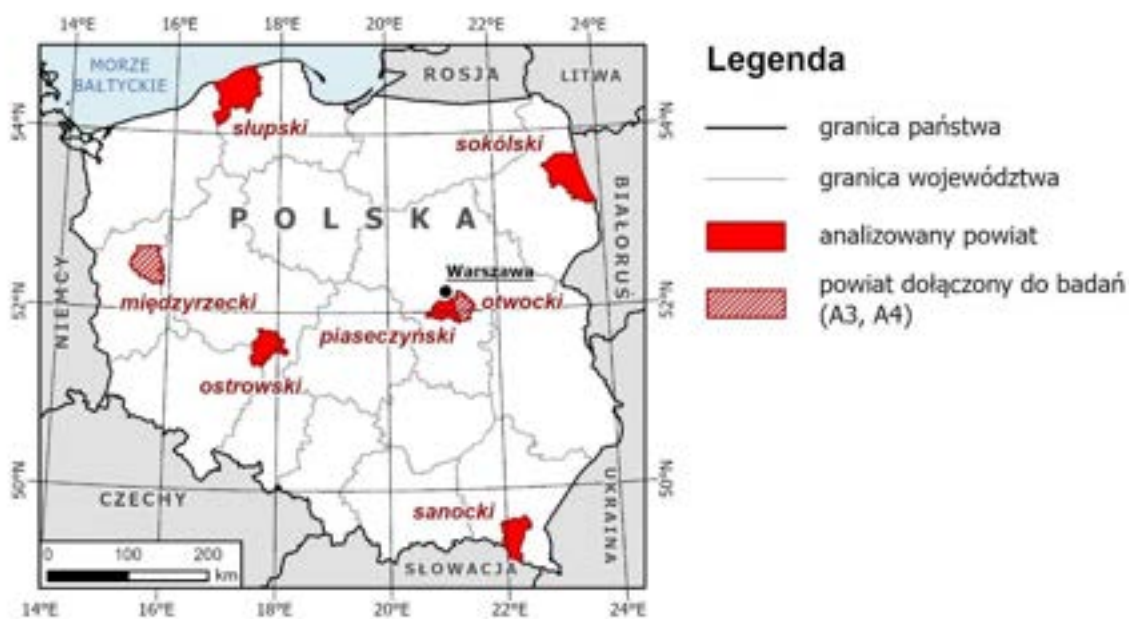 14°E 16°E 18°E 20°E 22°E 24°E
MORZE
BAŁTYCKIE
ROSJA
LITWA
54°N
54°N
słupski
sokólski
POLSKA
BIAŁORUŚ
NIEMCY
Warszawa
międzyrzecki
otwocki
52°N
52°N
piaseczyński
ostrowski
50°N
50°N
CZECHY
sanocki
UKRAINA
SŁOWACJA
0 100 200
km
14°E 16°E 18°E 20°E 22°E 24°E
Legenda
granica państwa
granica województwa
analizowany powiat
powiat dołączony do badań
(A3, A4)